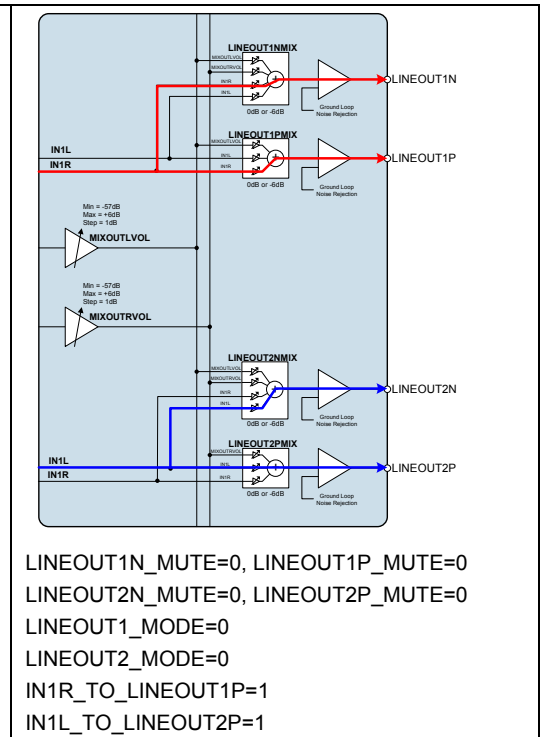 LINEOUT1NMIX
MIXOUTLVOL
MIXOUTRVOL
IN1R
IN1L
LINEOUT1N
0dB or -6dB
Ground Loop
Noise Rejection
LINEOUT1PMIX
MIXOUTLVOL
IN1L
IN1R
LINEOUT1P
0dB or -6dB
Ground Loop
Noise Rejection
IN1L
IN1R
Min = -57dB
Max = +6dB
Step = 1dB
MIXOUTLVOL
Min = -57dB
Max = +6dB
Step = 1dB
MIXOUTRVOL
LINEOUT2NMIX
MIXOUTLVOL
MIXOUTRVOL
IN1R
IN1L
LINEOUT2N
0dB or -6dB
Ground Loop
Noise Rejection
LINEOUT2PMIX
MIXOUTRVOL
IN1L
IN1R
LINEOUT2P
0dB or -6dB
Ground Loop
Noise Rejection
IN1L
IN1R
LINEOUT1N_MUTE=0, LINEOUT1P_MUTE=0
LINEOUT2N_MUTE=0, LINEOUT2P_MUTE=0
LINEOUT1_MODE=0
LINEOUT2_MODE=0
IN1R_TO_LINEOUT1P=1
IN1L_TO_LINEOUT2P=1